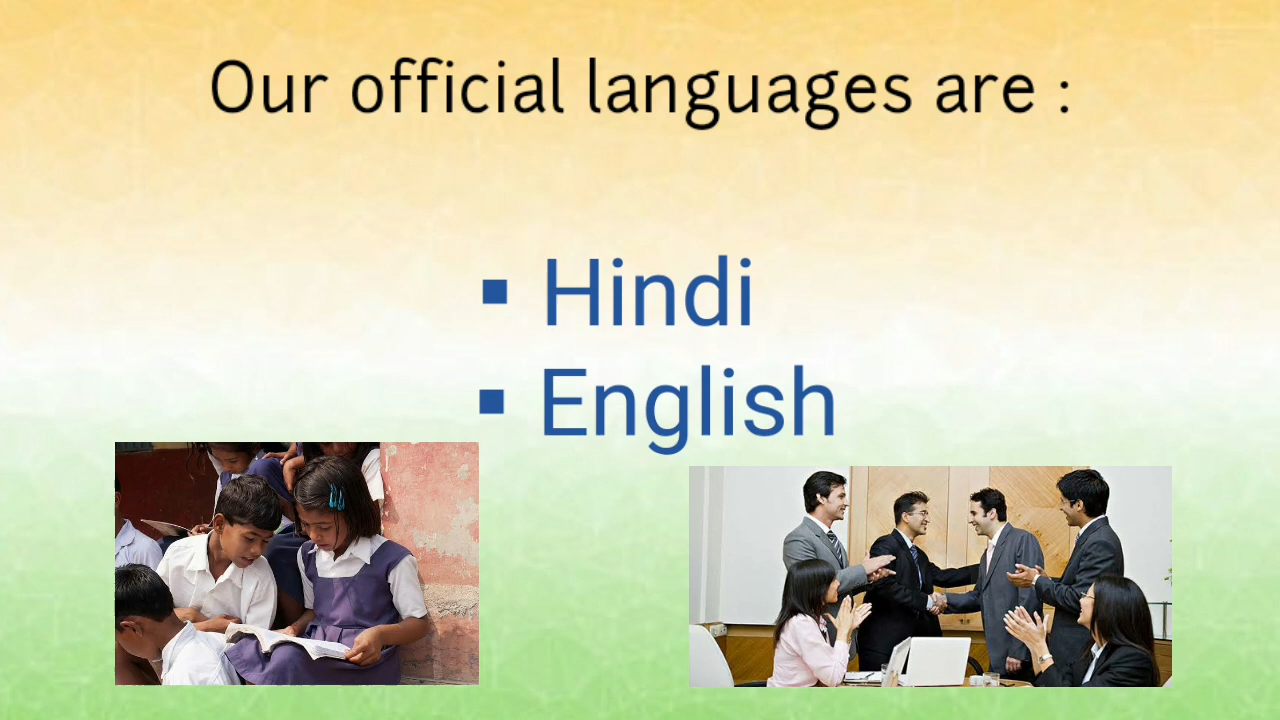 Our official languages are :
▪ Hindi
▪ English